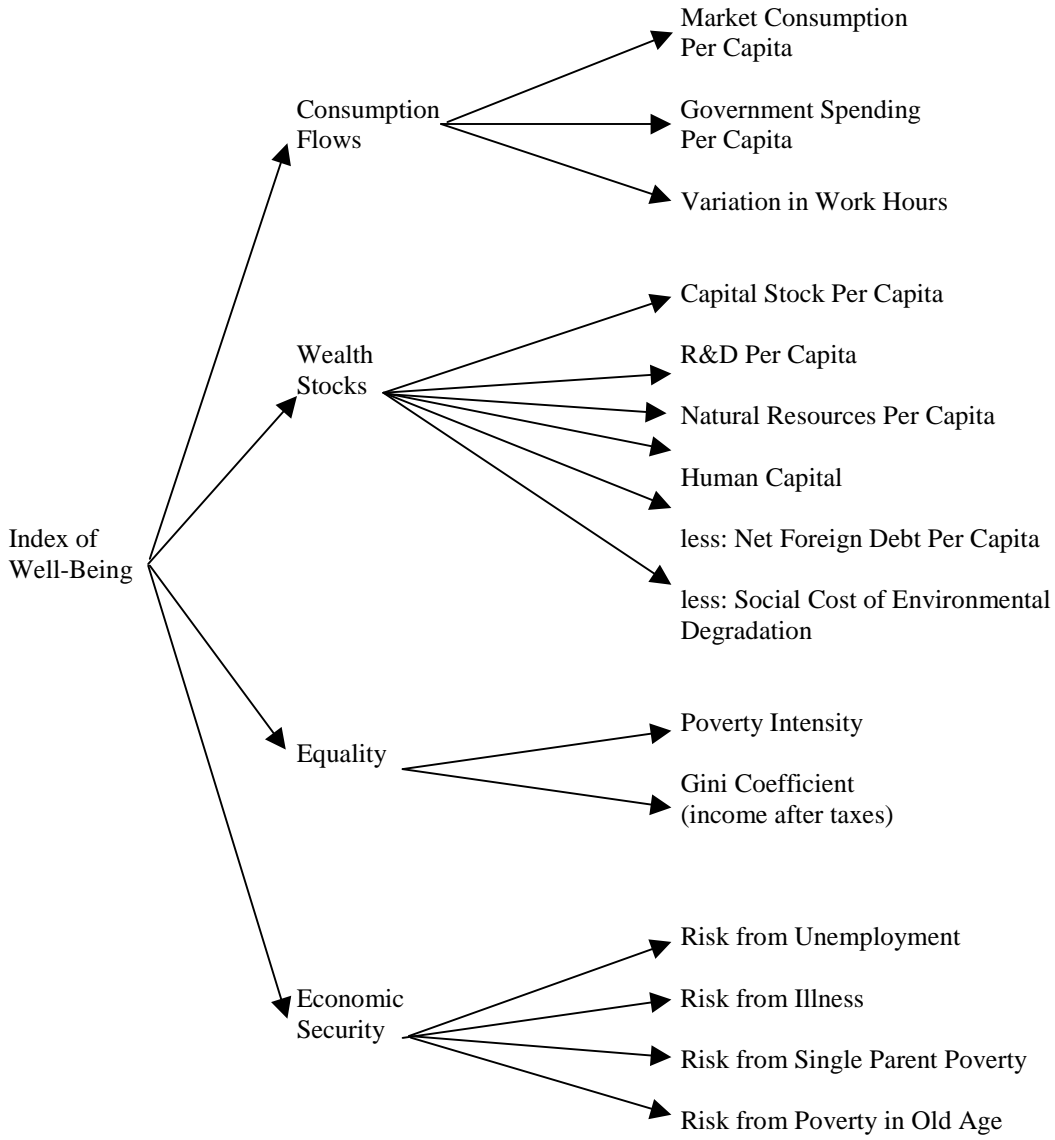 Index of
Well-Being
Consumption
Flows
Market Consumption
Per Capita
Government Spending
Per Capita
Variation in Work Hours
Wealth
Stocks
Capital Stock Per Capita
R&D Per Capita
Natural Resources Per Capita
Human Capital
less: Net Foreign Debt Per Capita
less: Social Cost of Environmental
Degradation
Equality
Poverty Intensity
Gini Coefficient
(income after taxes)
Economic
Security
Risk from Unemployment
Risk from Illness
Risk from Single Parent Poverty
Risk from Poverty in Old Age